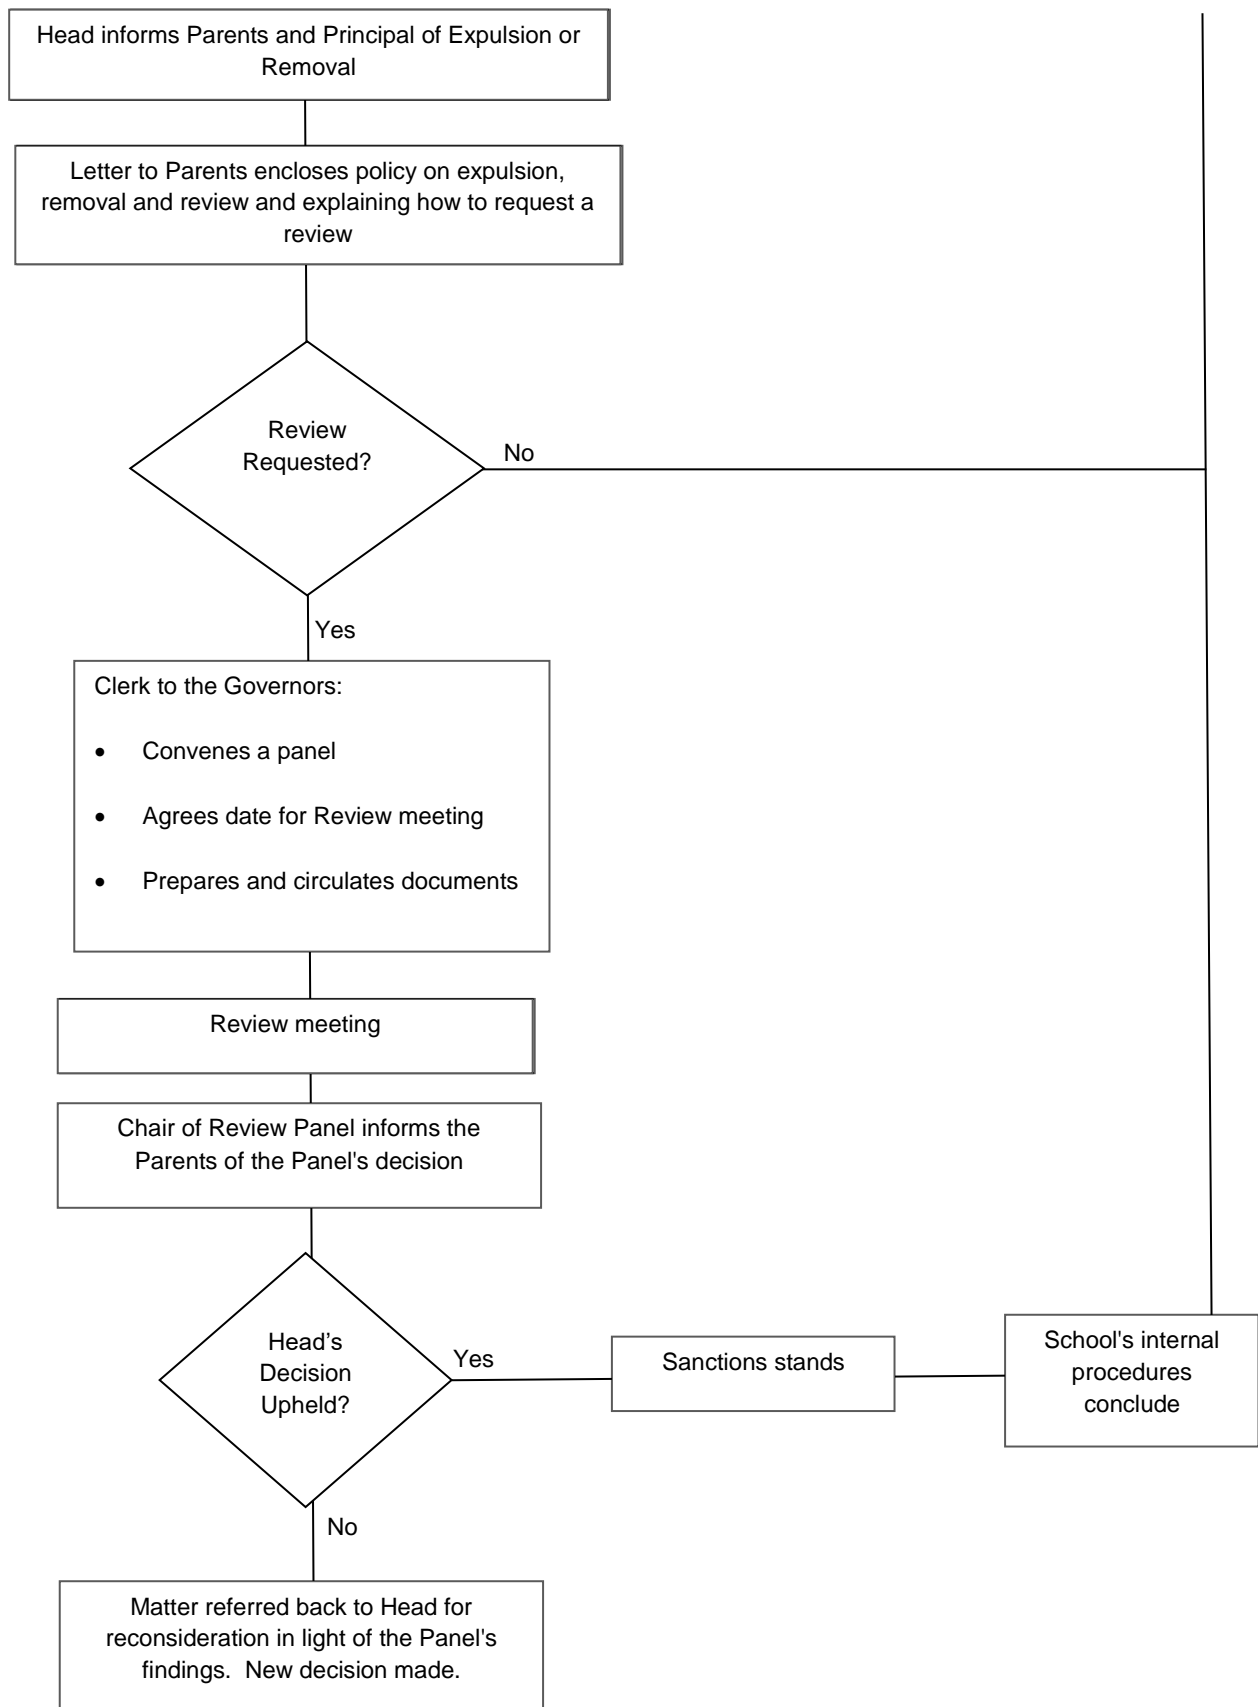 Head informs Parents and Principal of Expulsion or
Removal
Letter to Parents encloses policy on expulsion,
removal and review and explaining how to request a
review
Review
Requested?
No
Yes
Clerk to the Governors:
• Convenes a panel
• Agrees date for Review meeting
• Prepares and circulates documents
Review meeting
Chair of Review Panel informs the
Parents of the Panel's decision
Head’s
Decision
Upheld?
Yes
Sanctions stands
School's internal
procedures
conclude
No
Matter referred back to Head for
reconsideration in light of the Panel's
findings.  New decision made.